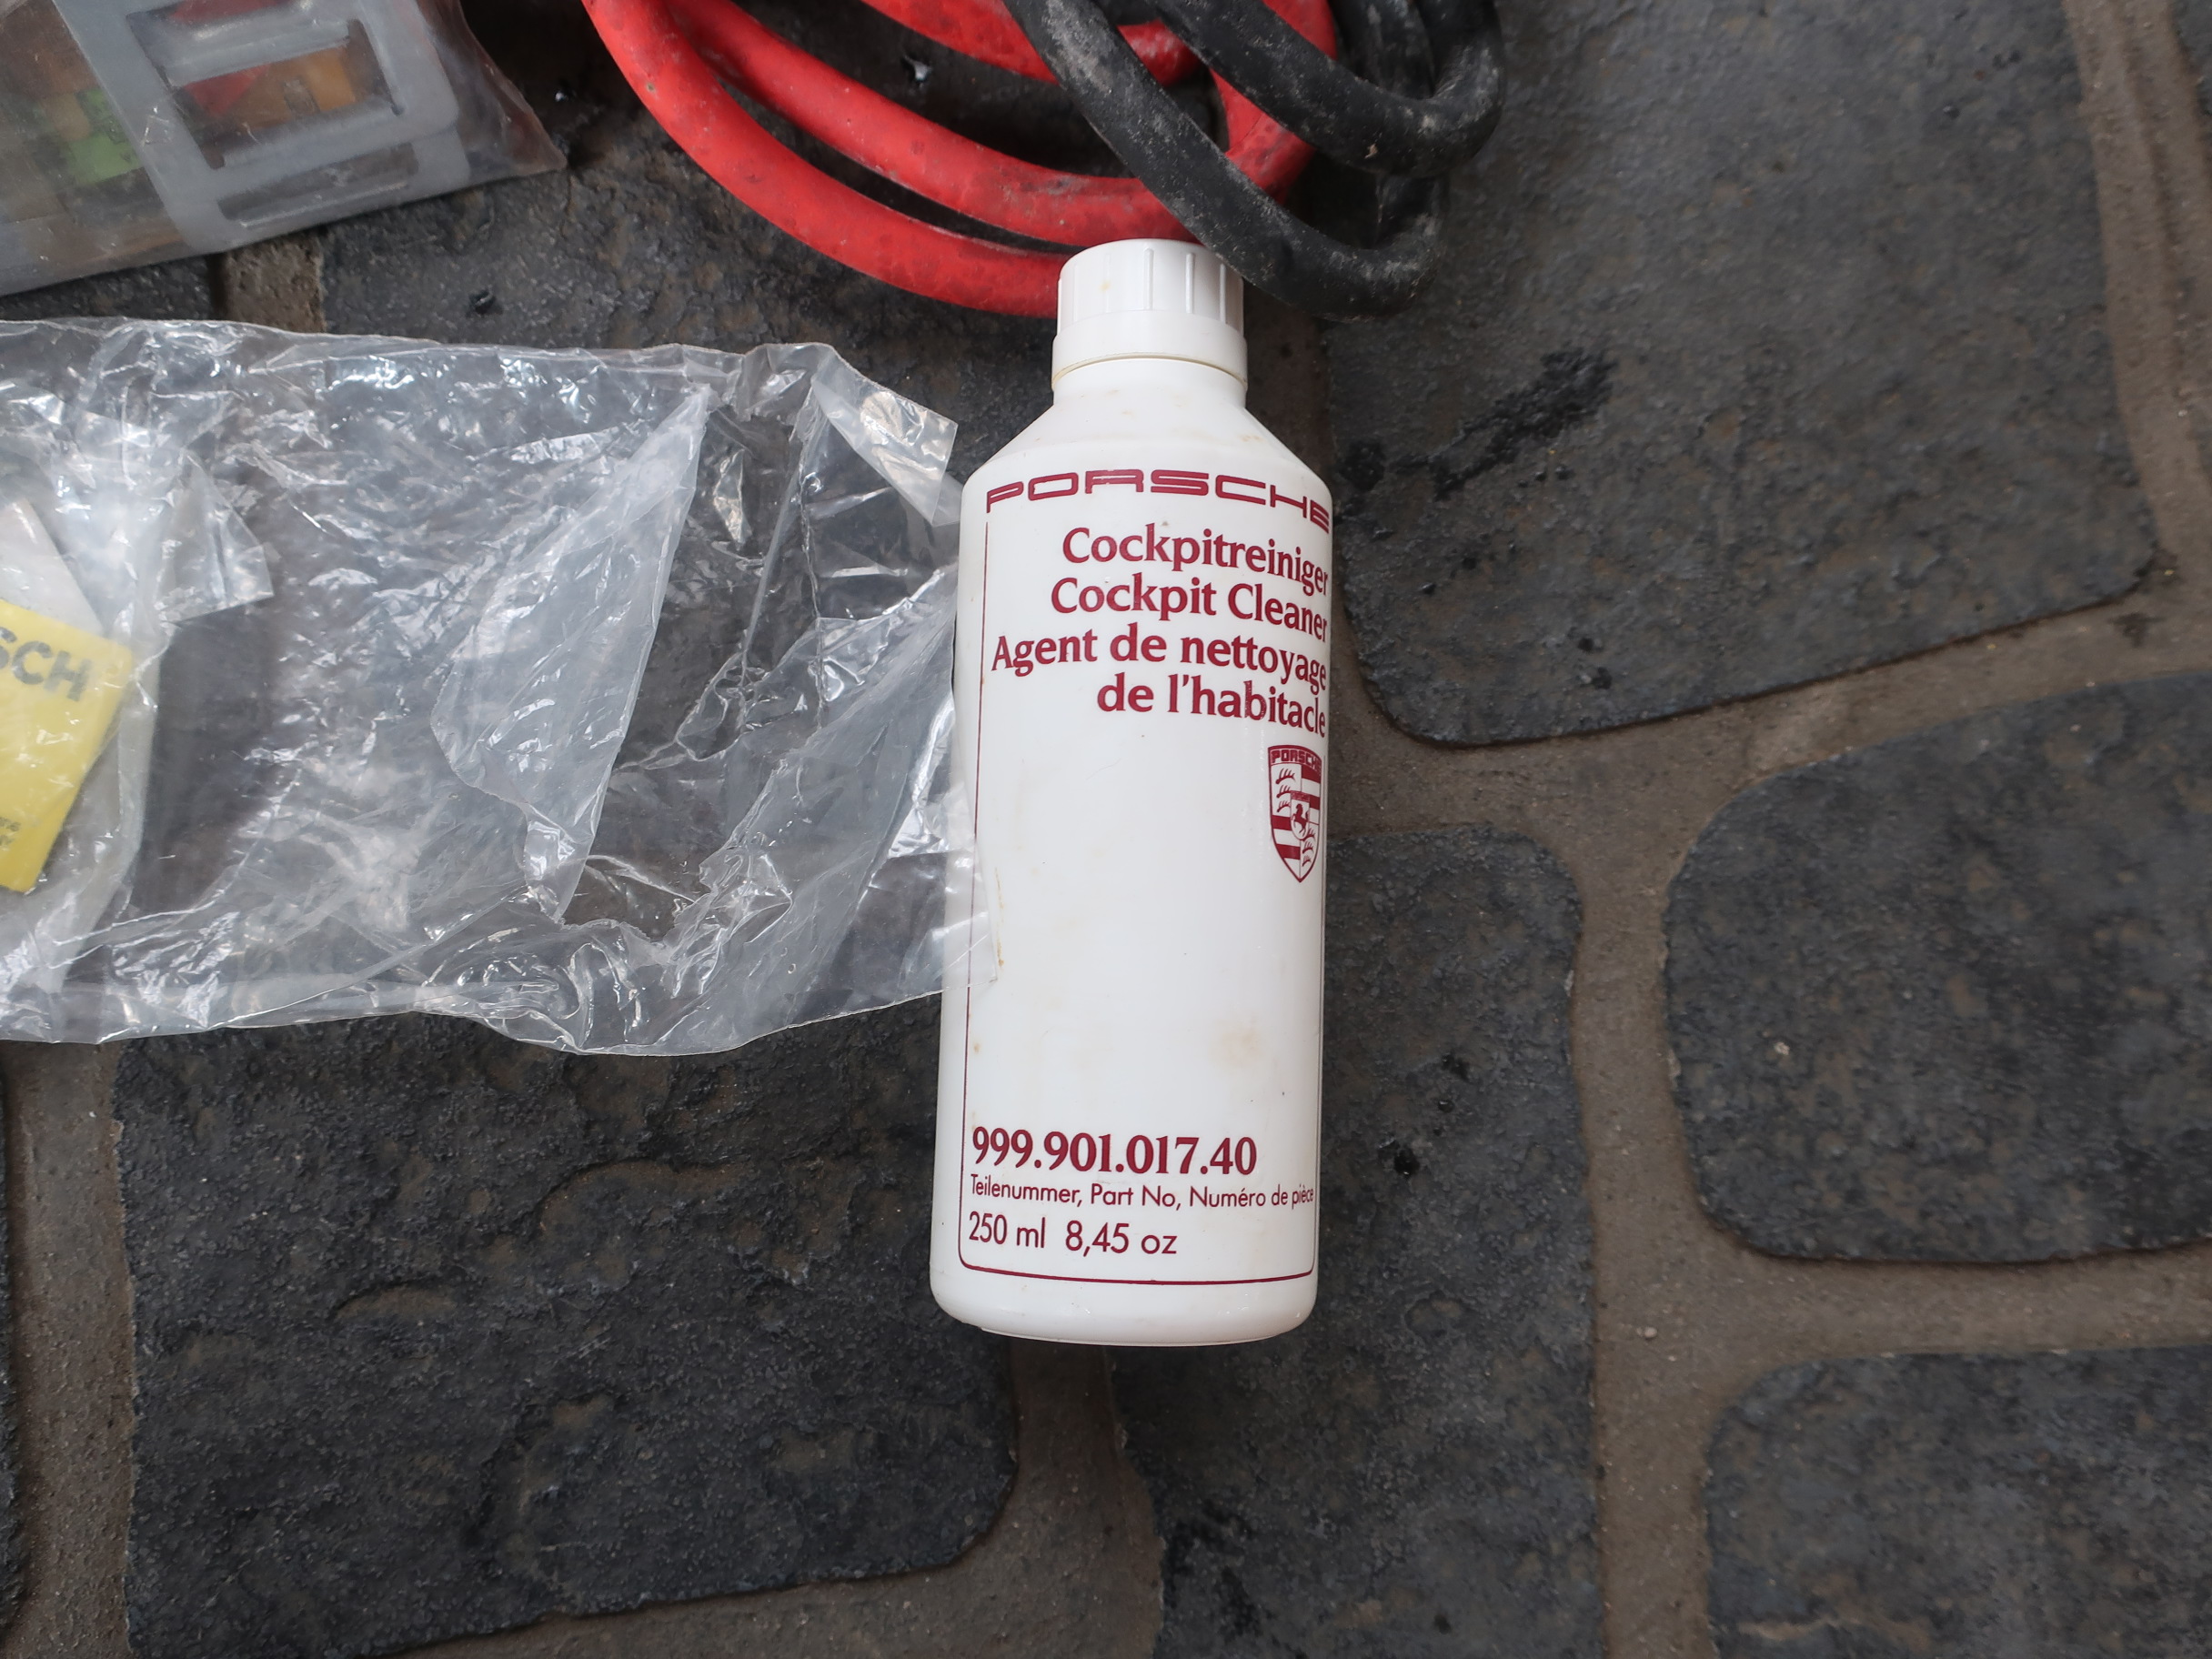 PORSCHE
Cockpitreiniger
Cockpit Cleaner
Agent de nettoyage
de l'habitacle
PORSCHE
999.901.017.40
Teilenummer, Part No, Numéro de pièce
250 ml 8,45 oz
SCH